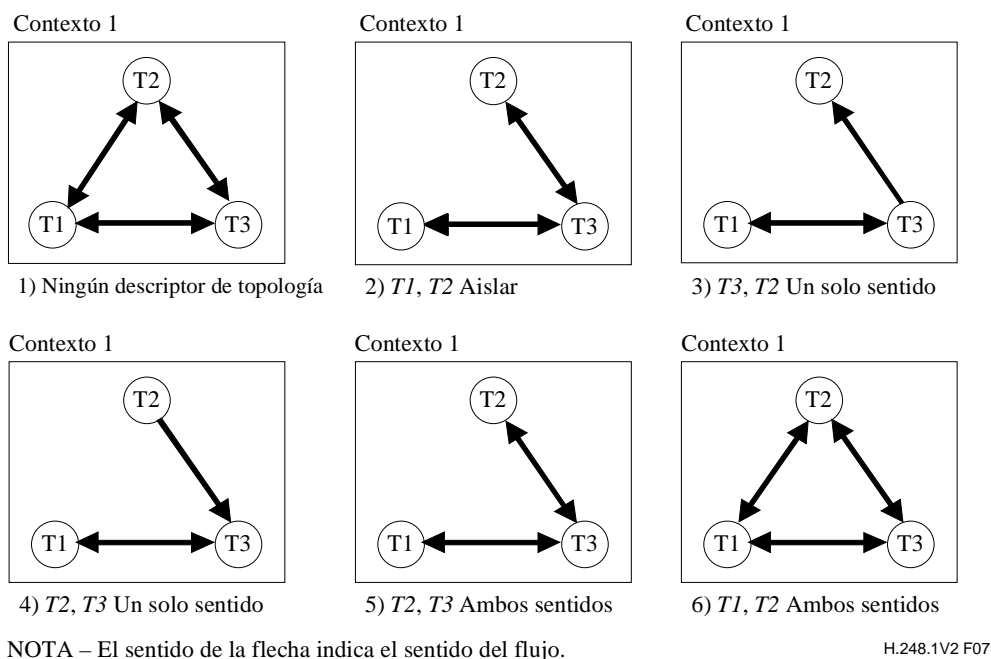 Contexto 1
T2
T1
T3
1) Ningún descriptor de topología
Contexto 1
T2
T1
T3
2) T1, T2 Aislar
Contexto 1
T2
T1
T3
3) T3, T2 Un solo sentido
Contexto 1
T2
T1
T3
4) T2, T3 Un solo sentido
Contexto 1
T2
T1
T3
5) T2, T3 Ambos sentidos
Contexto 1
T2
T1
T3
6) T1, T2 Ambos sentidos
NOTA – El sentido de la flecha indica el sentido del flujo.
H.248.1V2 F07